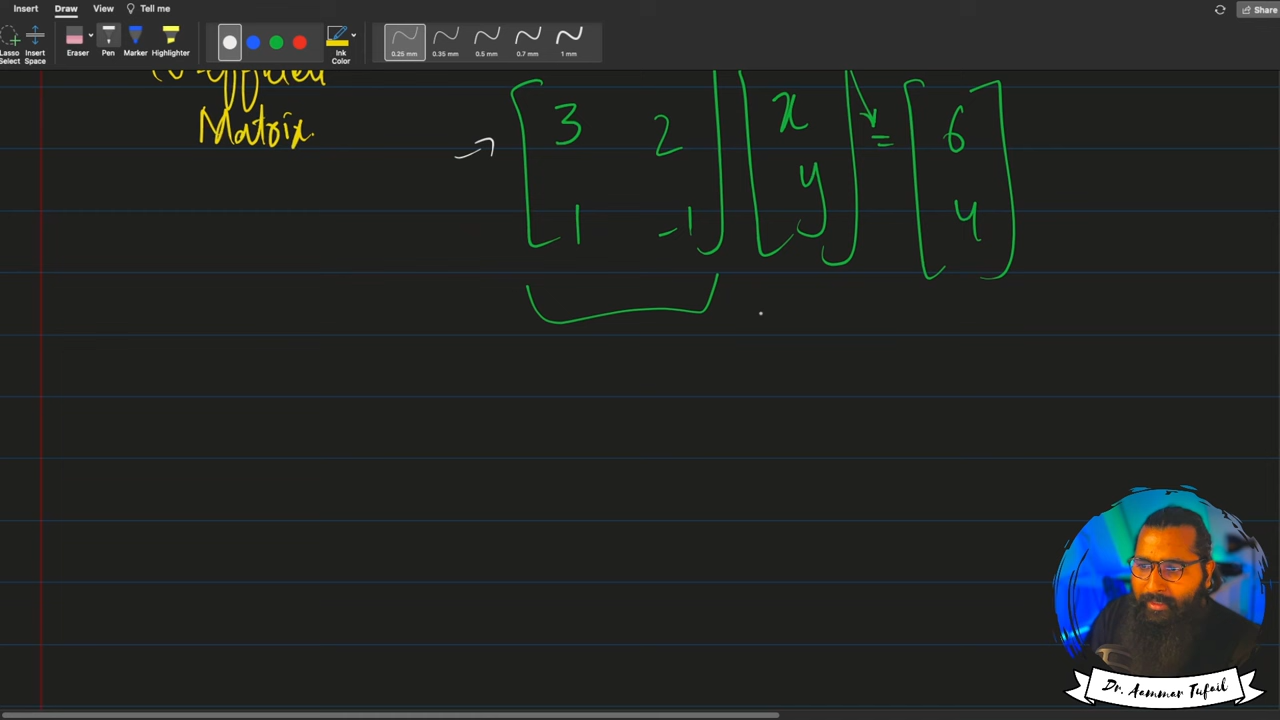 Insert Draw View Tell me
Share
Lasso Select
Insert Space
Eraser
Pen
Marker
Highlighter
Ink Color
0.25 mm
0.35 mm
0.5 mm
0.7 mm
1 mm
Matrix.
→ [3 2] [x] = [6]
[1 -1] [y] [4]
Dr. Aammar Tufail